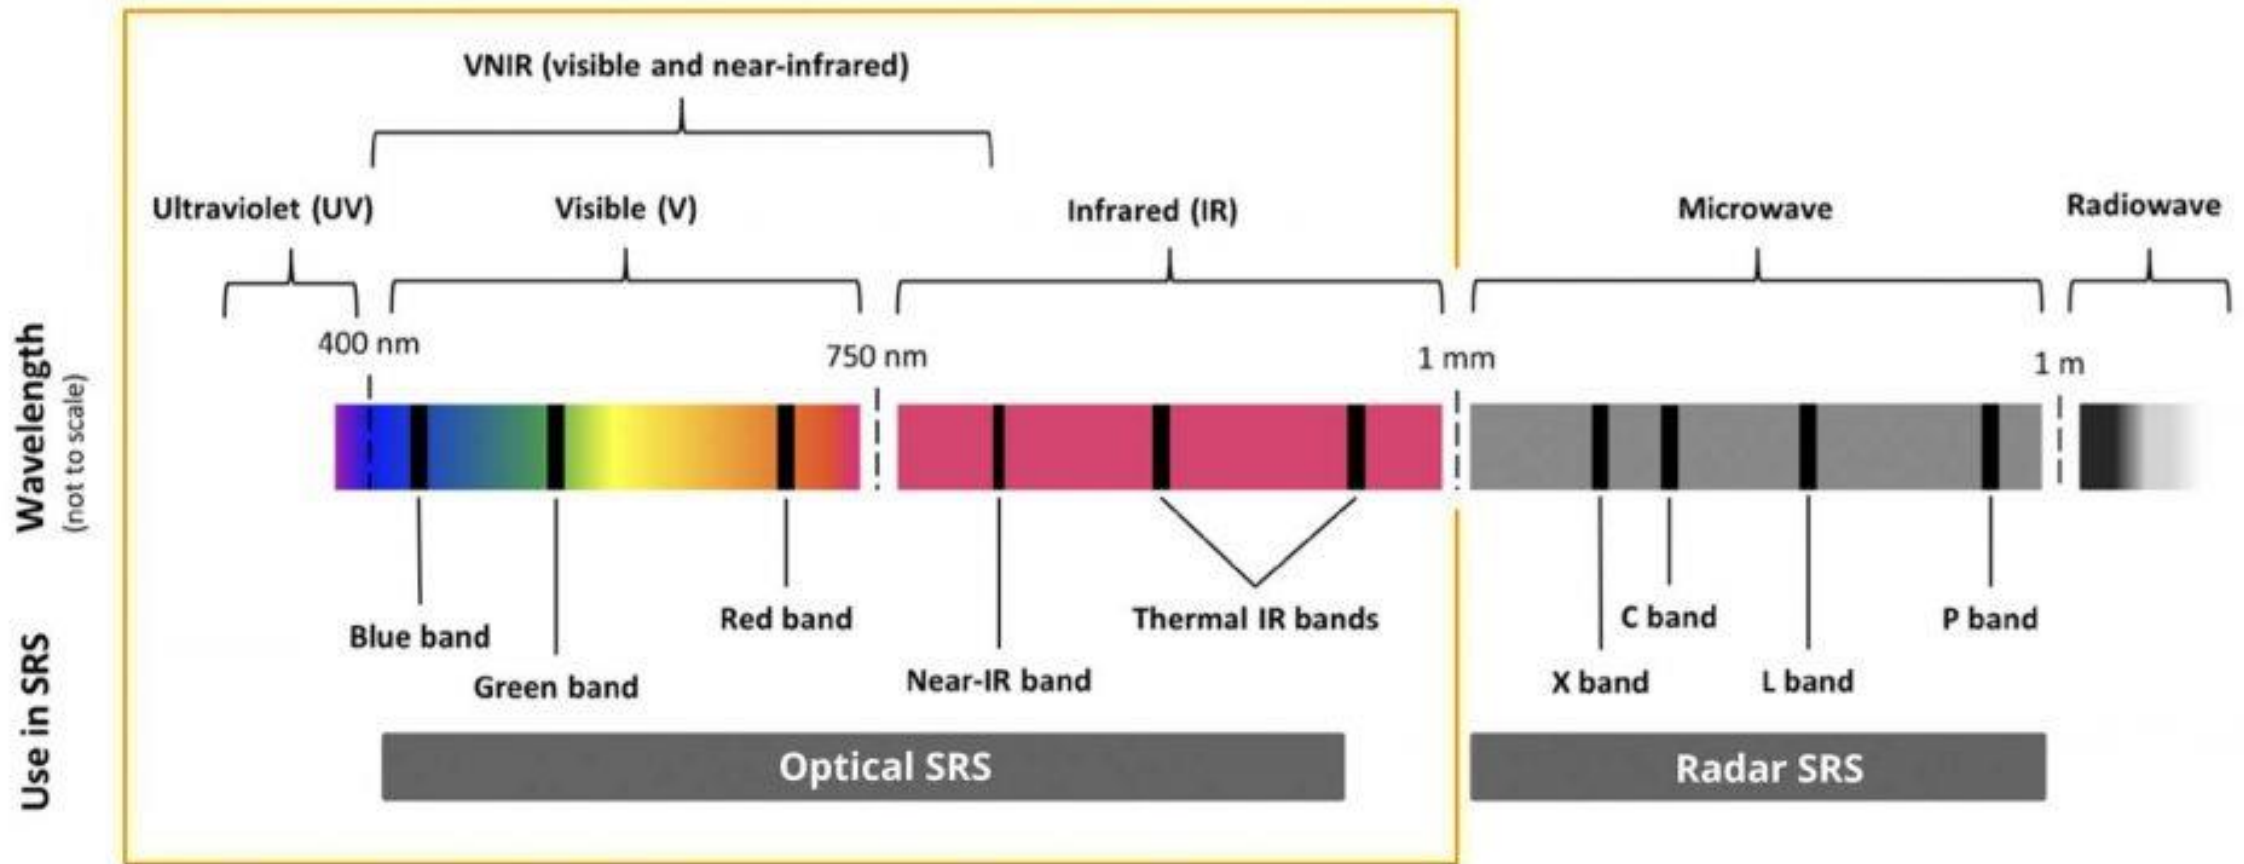 VNIR (visible and near-infrared)
Ultraviolet (UV)
Visible (V)
Infrared (IR)
Microwave
Radiowave
Wavelength
(not to scale)
400 nm
750 nm
1 mm
1 m
Blue band
Green band
Red band
Near-IR band
Thermal IR bands
X band
C band
L band
P band
Use in SRS
Optical SRS
Radar SRS